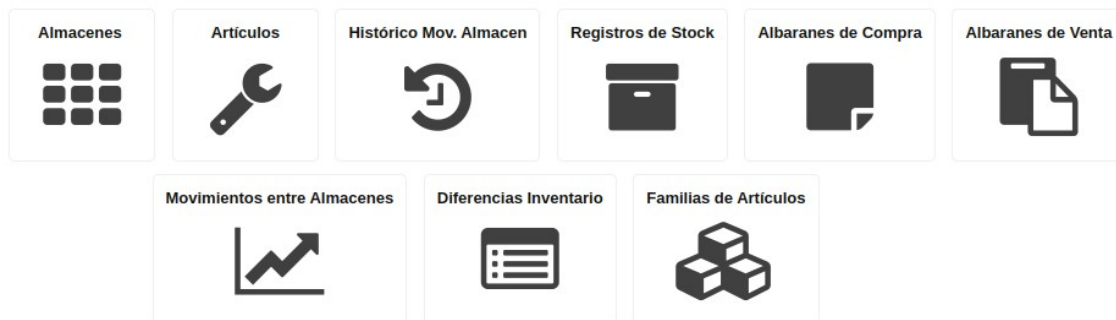 Almacenes
Artículos
Histórico Mov. Almacen
Registros de Stock
Albaranes de Compra
Albaranes de Venta
Movimientos entre Almacenes
Diferencias Inventario
Familias de Artículos